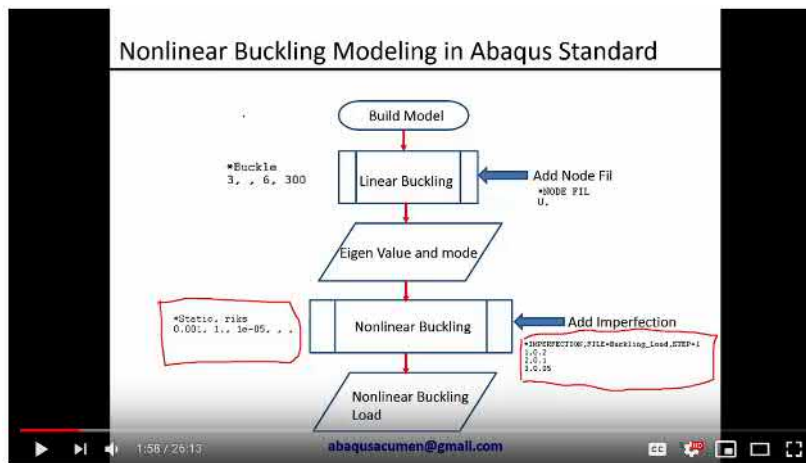 Nonlinear Buckling Modeling in Abaqus Standard
Build Model
*Buckle
3, , 6, 300
Linear Buckling
Add Node Fil
*NODE FIL
U,
Eigen Value and mode
*Static, riks
0.001, 1., 1e-05, , ,
Nonlinear Buckling
Add Imperfection
*IMPERFECTION,FILE=Buckling_Load,STEP=1
1,0.2
2,0.1
3,0.05
Nonlinear Buckling
Load
1:58 / 26:13
abaqusacumen@gmail.com
CC
HD